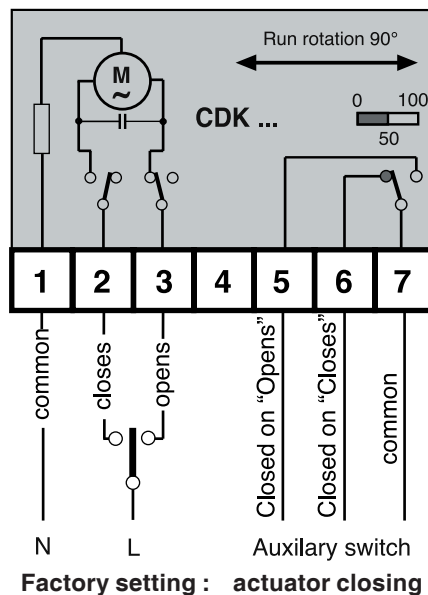 Run rotation 90°
M
~
CDK ...
0 100
50
1 2 3 4 5 6 7
common
closes
opens
Closed on "Opens"
Closed on "Closes"
common
N L Auxilary switch
Factory setting : actuator closing